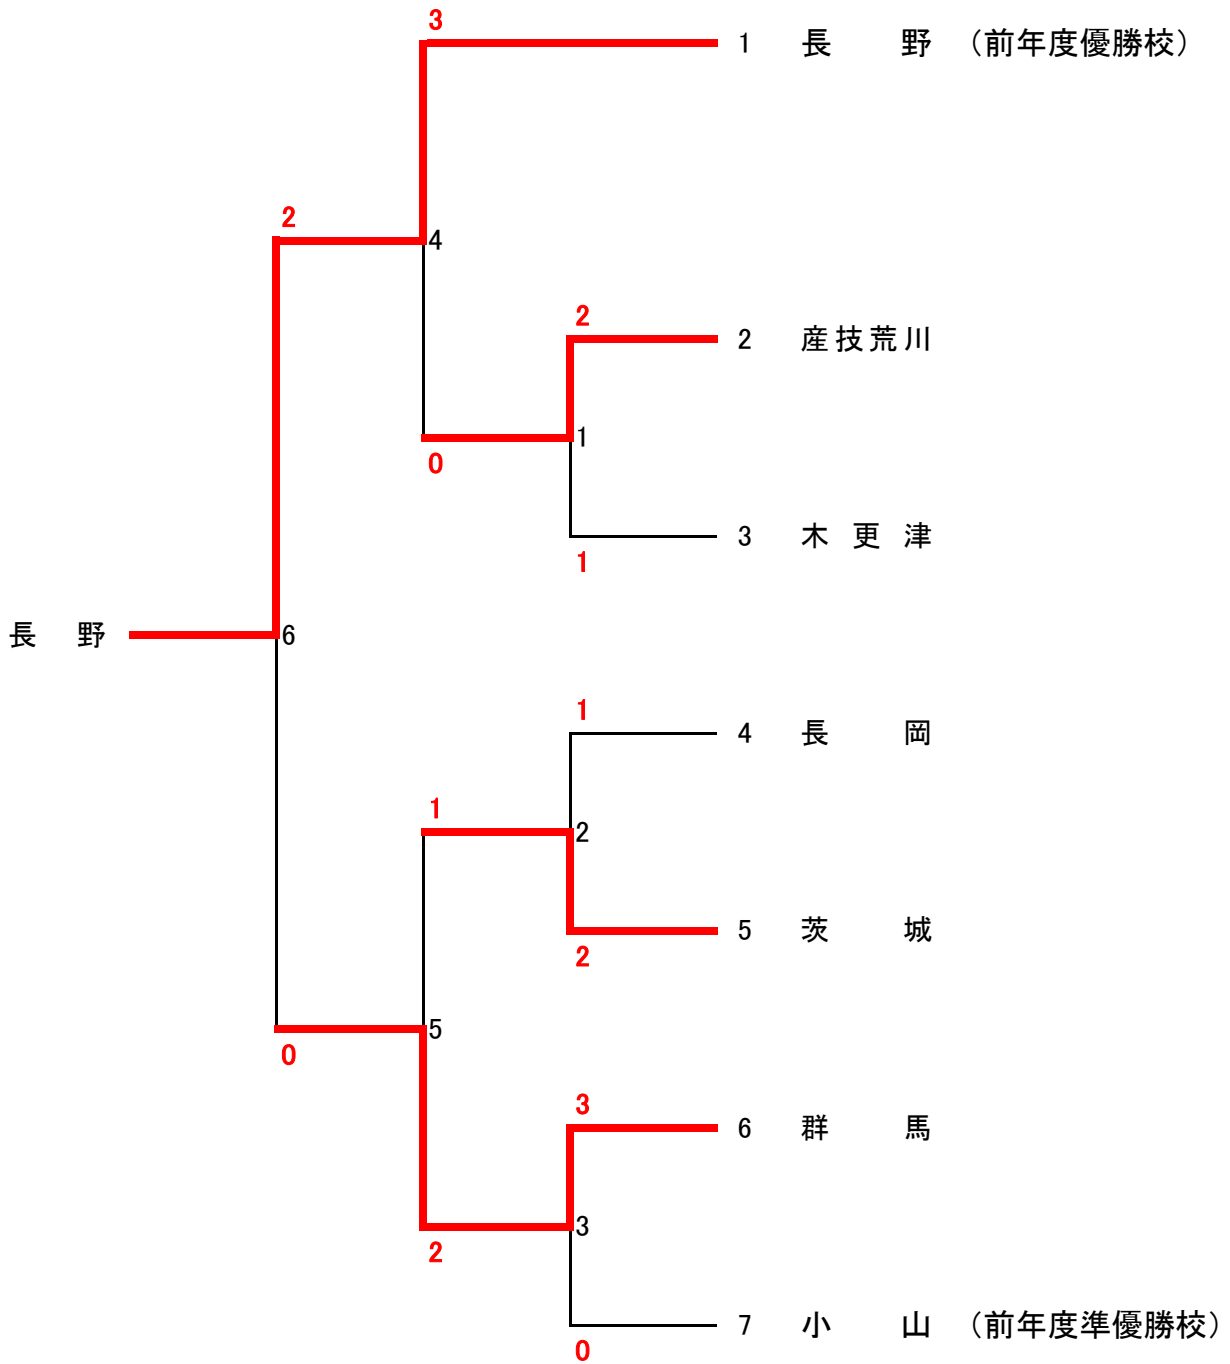 3
1 長 野 （前年度優勝校）
2
4
2
2 産技荒川
1
0
3 木 更 津
1
長 野
6
1
4 長 岡
1
2
5 茨 城
2
5
0
3
6 群 馬
3
2
7 小 山 （前年度準優勝校）
0